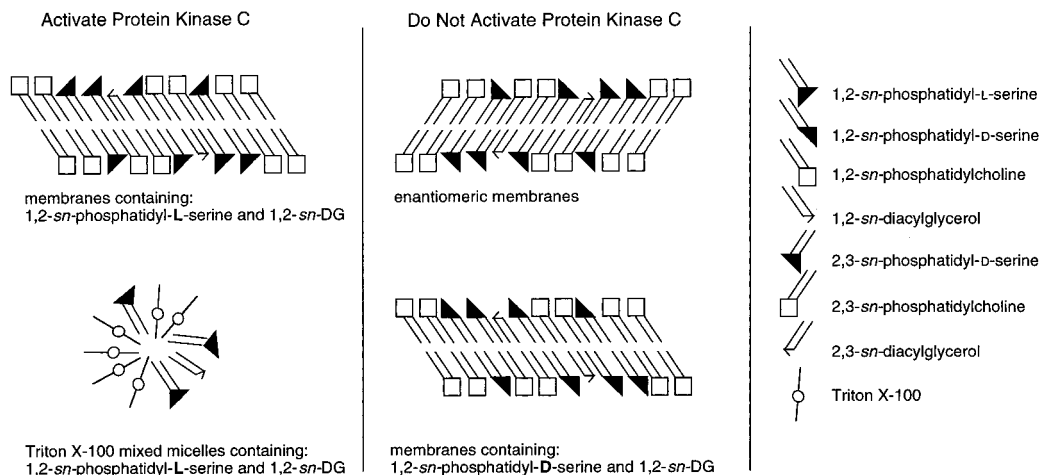 Activate Protein Kinase C
Do Not Activate Protein Kinase C
membranes containing:
1,2-sn-phosphatidyl-L-serine and 1,2-sn-DG
enantiomeric membranes
Triton X-100 mixed micelles containing:
1,2-sn-phosphatidyl-L-serine and 1,2-sn-DG
membranes containing:
1,2-sn-phosphatidyl-D-serine and 1,2-sn-DG
1,2-sn-phosphatidyl-L-serine
1,2-sn-phosphatidyl-D-serine
1,2-sn-phosphatidylcholine
1,2-sn-diacylglycerol
2,3-sn-phosphatidyl-D-serine
2,3-sn-phosphatidylcholine
2,3-sn-diacylglycerol
Triton X-100